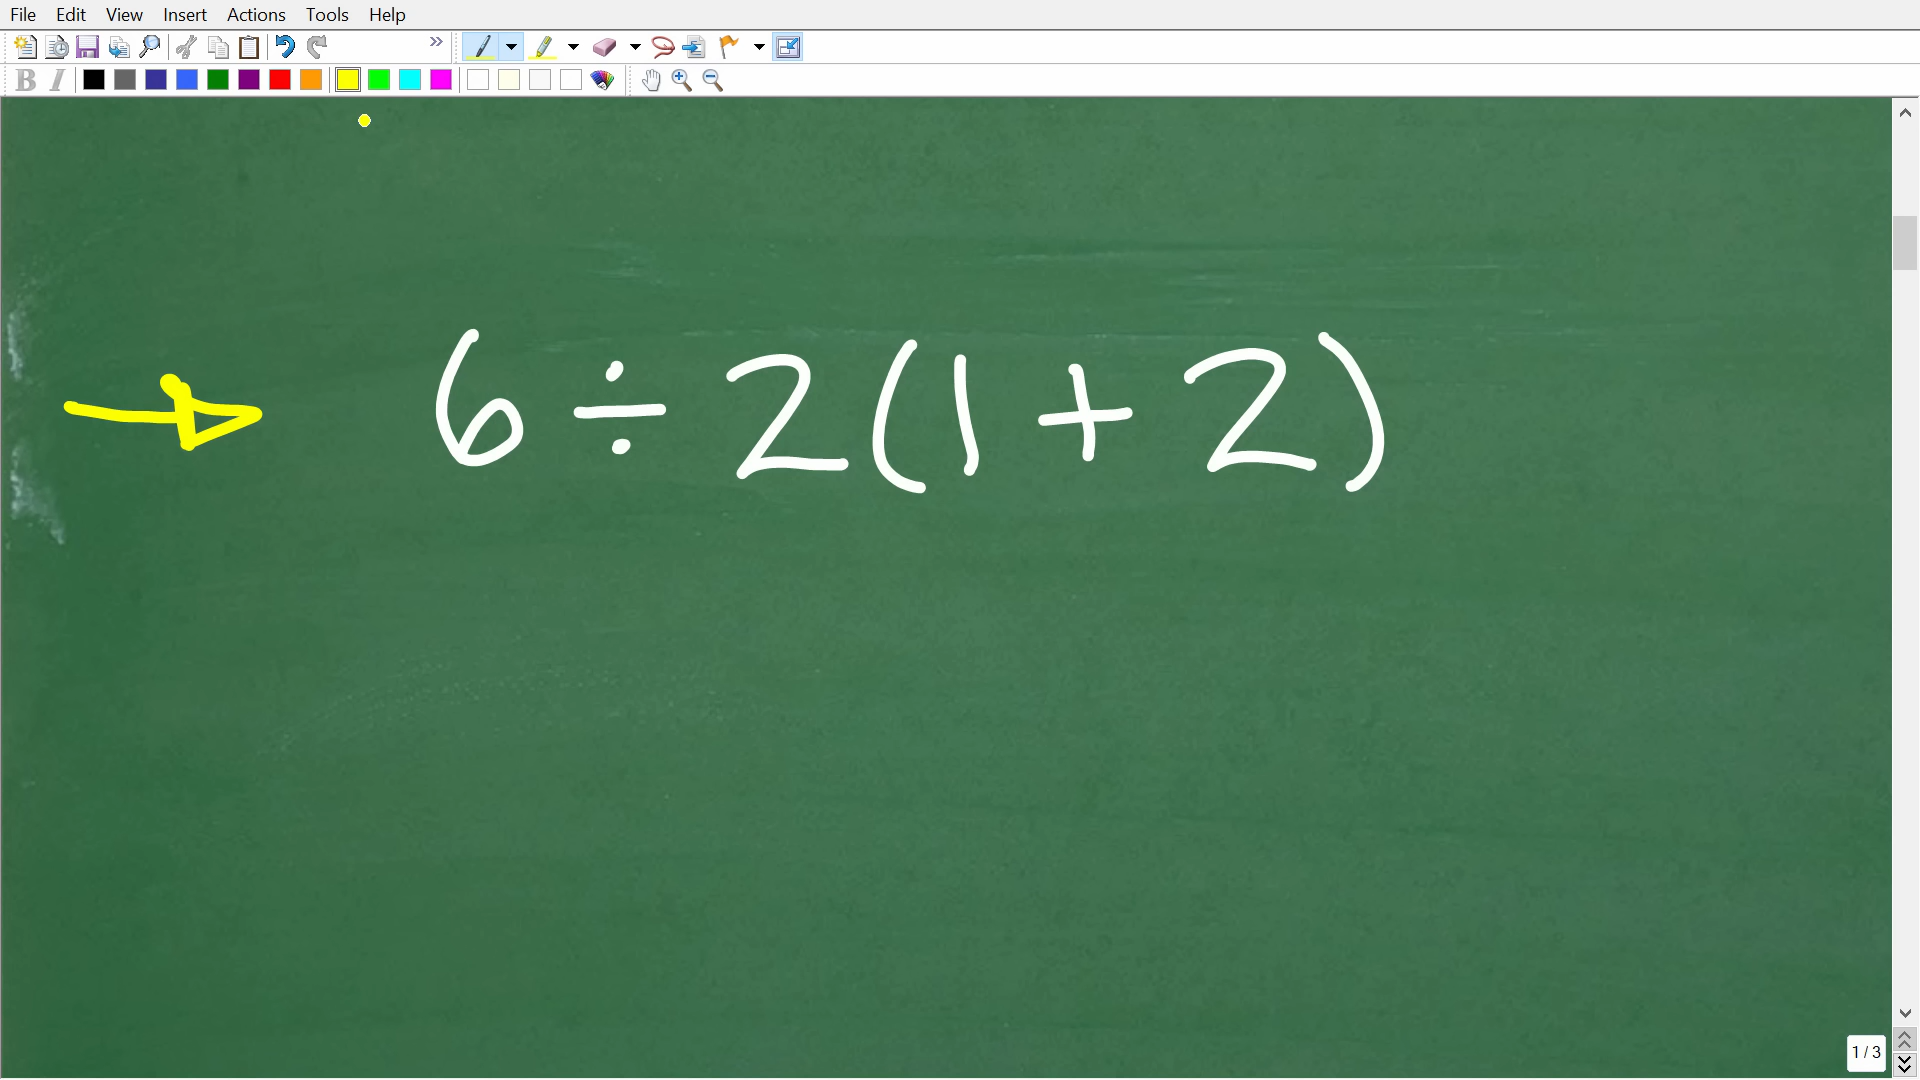 File Edit View Insert Actions Tools Help
B I
6 ÷ 2(1 + 2)
1 / 3